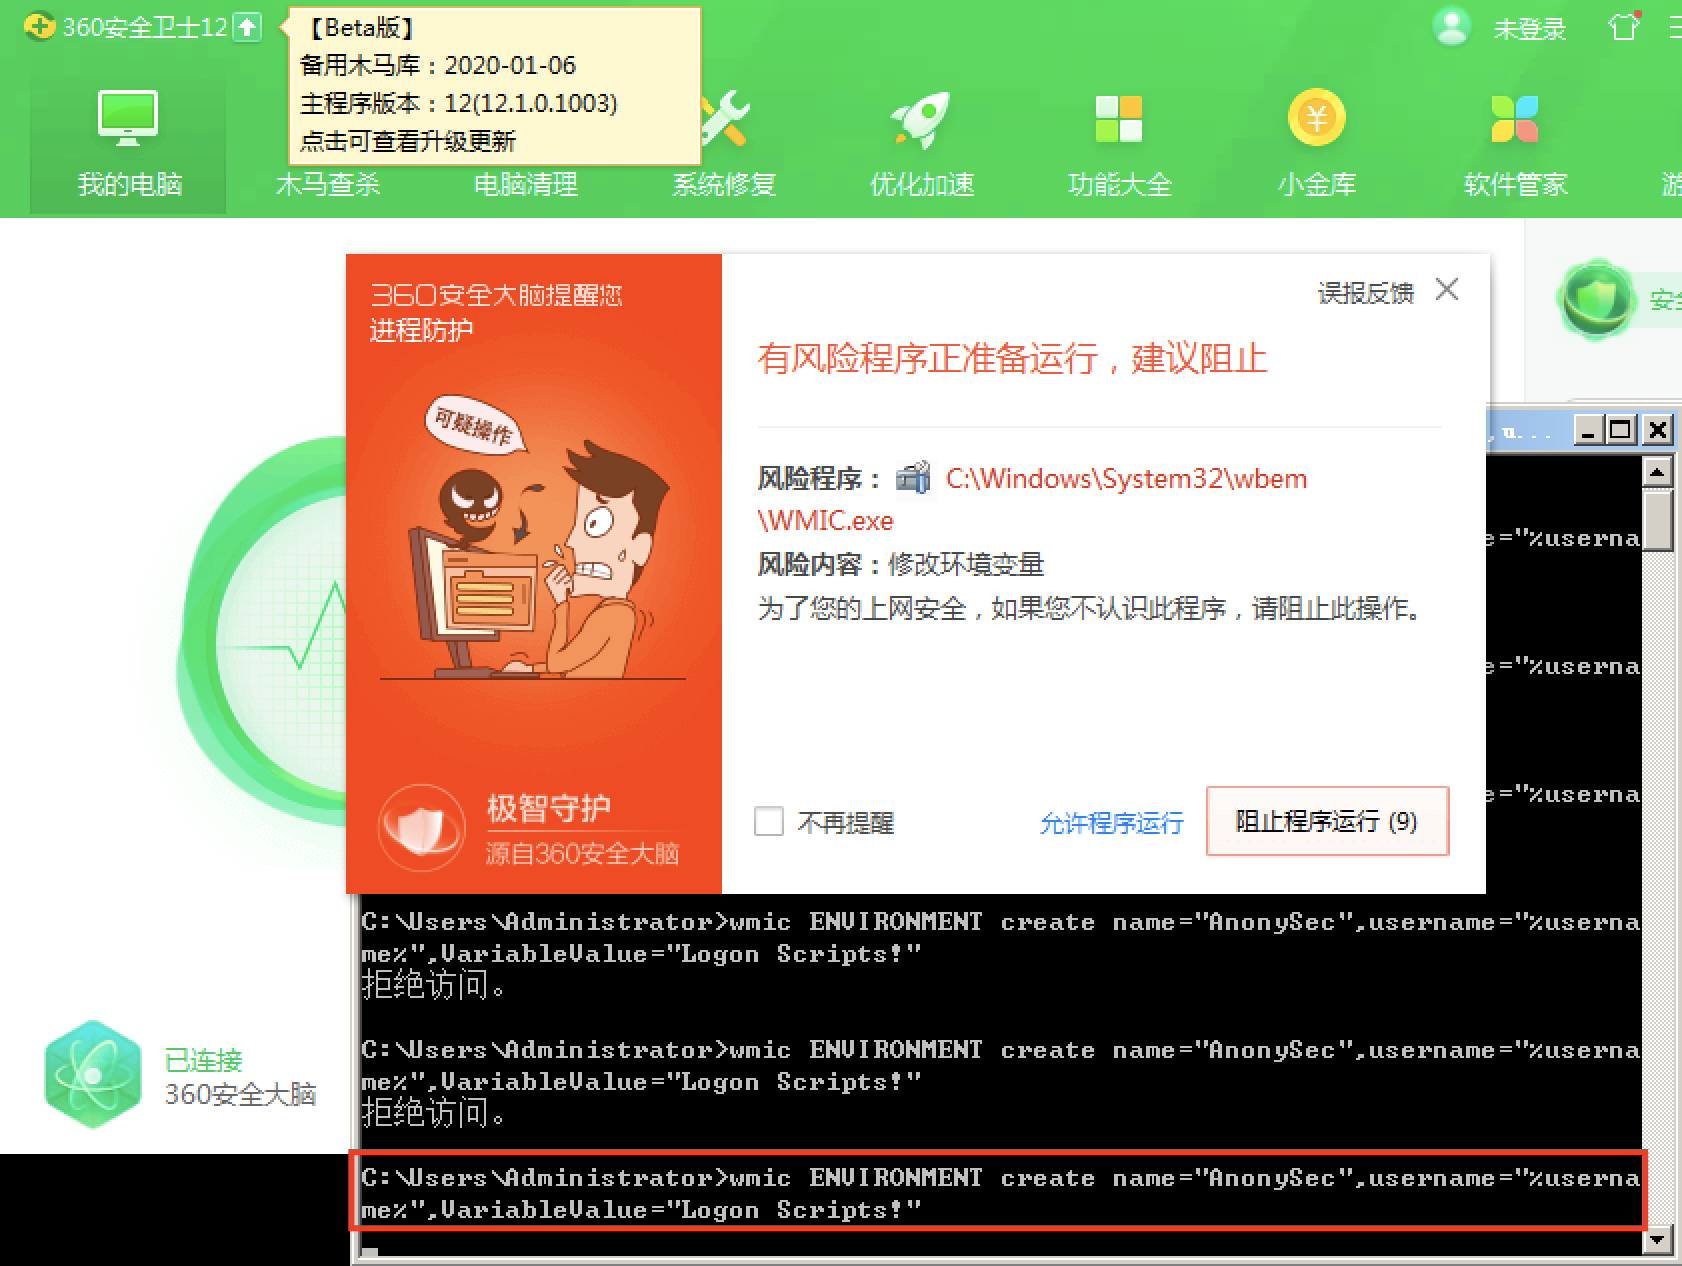 360安全卫士12
【Beta版】
备用木马库：2020-01-06
主程序版本：12(12.1.0.1003)
点击可查看升级更新
未登录
我的电脑
木马查杀
电脑清理
系统修复
优化加速
功能大全
小金库
软件管家
游
安全
360安全大脑提醒您
进程防护
可疑操作
极智守护
源自360安全大脑
误报反馈
有风险程序正准备运行，建议阻止
风险程序： C:\Windows\System32\wbem
\WMIC.exe
风险内容：修改环境变量
为了您的上网安全，如果您不认识此程序，请阻止此操作。
不再提醒
允许程序运行
阻止程序运行 (9)
,u...
e="%userna
e="%userna
e="%userna
C:\Users\Administrator>wmic ENVIRONMENT create name="AnonySec",username="%userna
me%",VariableValue="Logon Scripts!"
拒绝访问。
C:\Users\Administrator>wmic ENVIRONMENT create name="AnonySec",username="%userna
me%",VariableValue="Logon Scripts!"
拒绝访问。
C:\Users\Administrator>wmic ENVIRONMENT create name="AnonySec",username="%userna
me%",VariableValue="Logon Scripts!"
已连接
360安全大脑